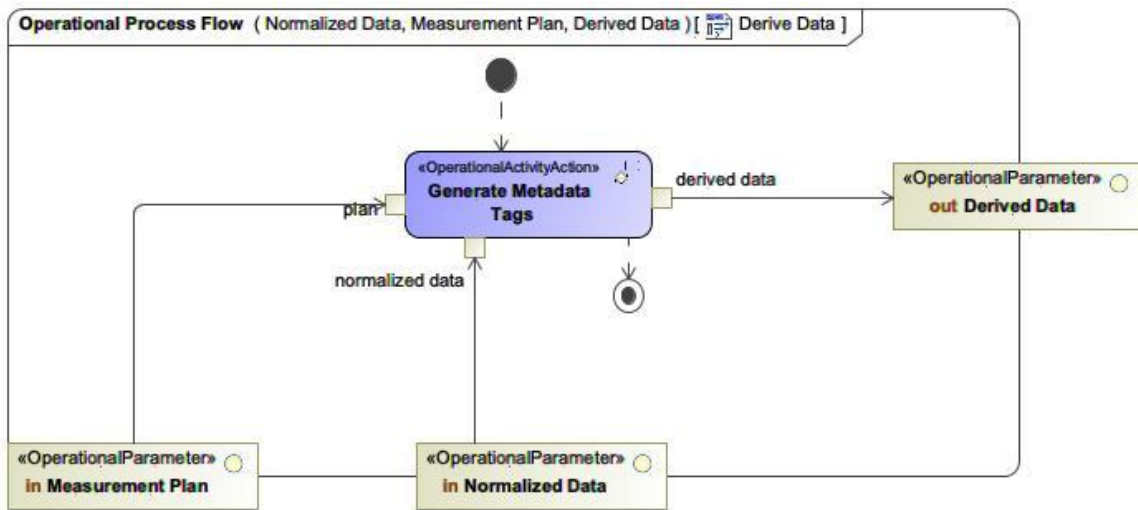 Operational Process Flow ( Normalized Data, Measurement Plan, Derived Data ) [ Derive Data ]
«OperationalActivityAction»
Generate Metadata
Tags
derived data
«OperationalParameter»
out Derived Data
plan
normalized data
«OperationalParameter»
in Measurement Plan
«OperationalParameter»
in Normalized Data